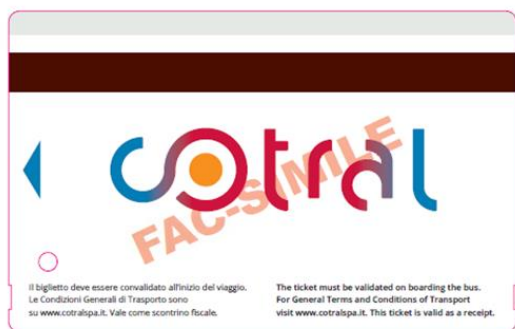 cotral
FAC-SIMILE
Il biglietto deve essere convalidato all'inizio del viaggio.
Le Condizioni Generali di Trasporto sono
su www.cotralspa.it. Vale come scontrino fiscale.
The ticket must be validated on boarding the bus.
For General Terms and Conditions of Transport
visit www.cotralspa.it. This ticket is valid as a receipt.